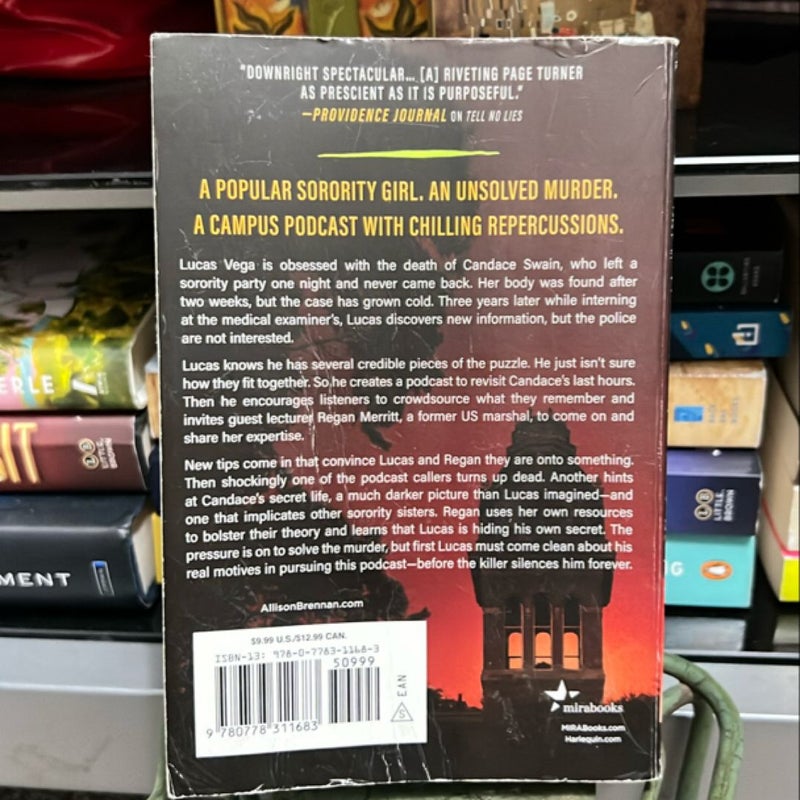 "DOWNRIGHT SPECTACULAR... [A] RIVETING PAGE TURNER
AS PRESCIENT AS IT IS PURPOSEFUL."
—PROVIDENCE JOURNAL ON TELL NO LIES
A POPULAR SORORITY GIRL. AN UNSOLVED MURDER.
A CAMPUS PODCAST WITH CHILLING REPERCUSSIONS.
Lucas Vega is obsessed with the death of Candace Swain, who left a
sorority party one night and never came back. Her body was found after
two weeks, but the case has grown cold. Three years later while interning
at the medical examiner's, Lucas discovers new information, but the police
are not interested.
Lucas knows he has several credible pieces of the puzzle. He just isn't sure
how they fit together. So he creates a podcast to revisit Candace's last hours.
Then he encourages listeners to crowdsource what they remember and
invites guest lecturer Regan Merritt, a former US marshal, to come on and
share her expertise.
New tips come in that convince Lucas and Regan they are onto something.
Then shockingly one of the podcast callers turns up dead. Another hints
at Candace's secret life, a much darker picture than Lucas imagined—and
one that implicates other sorority sisters. Regan uses her own resources
to bolster their theory and learns that Lucas is hiding his own secret. The
pressure is on to solve the murder, but first Lucas must come clean about his
real motives in pursuing this podcast—before the killer silences him forever.
AllisonBrennan.com
$9.99 U.S./$12.99 CAN.
ISBN-13: 978-0-7783-1168-3
50999
9 780778 311683
EAN
S
mirabooks
MIRABooks.com
Harlequin.com
ERLE
LB
LITTLE, BROWN
MENT
LB
LITTLE, BROWN